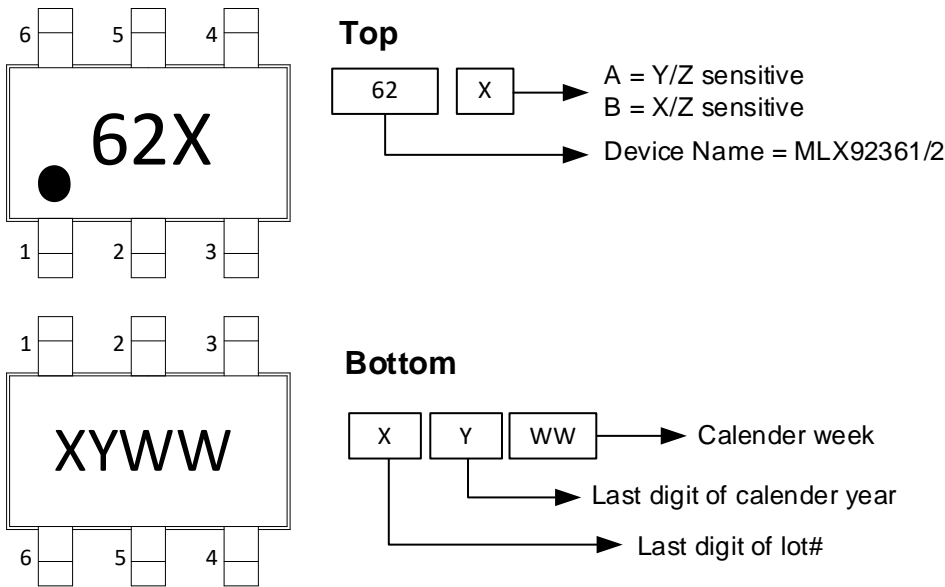 6 5 4
62X
1 2 3
Top
62 X
A = Y/Z sensitive
B = X/Z sensitive
Device Name = MLX92361/2
1 2 3
XYWW
6 5 4
Bottom
X Y WW
Calender week
Last digit of calender year
Last digit of lot#